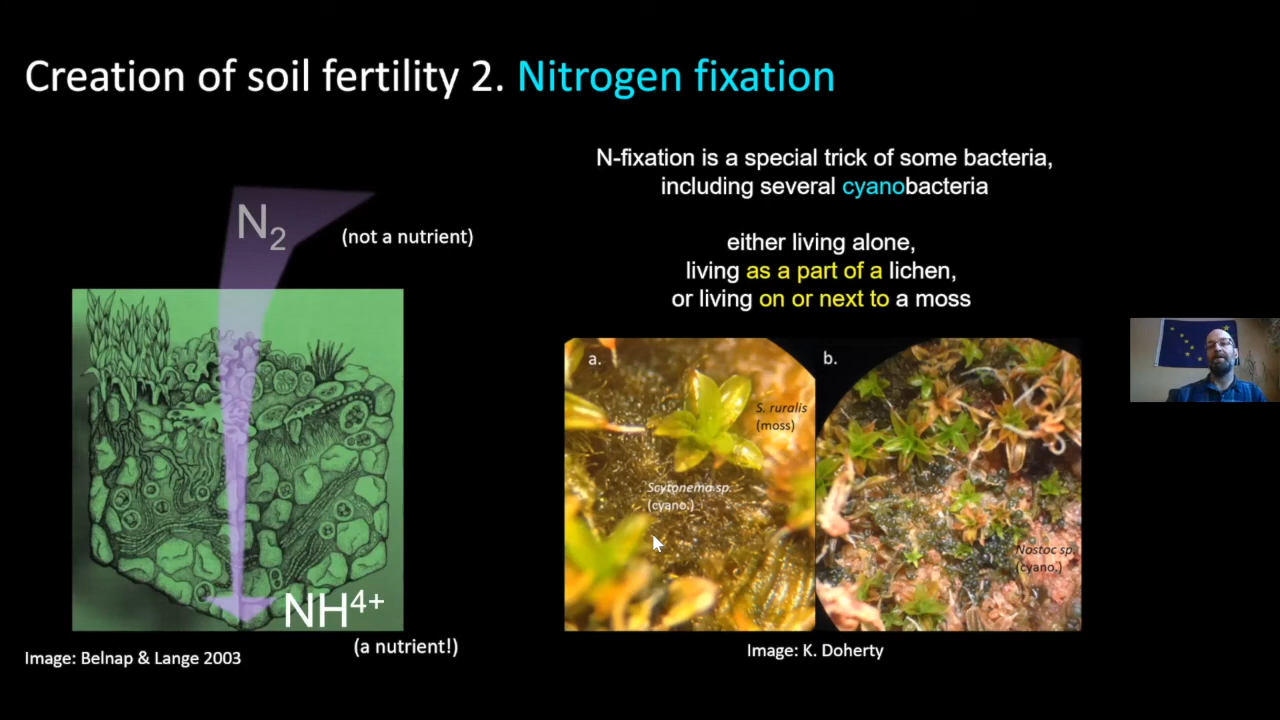 Creation of soil fertility 2. Nitrogen fixation
N-fixation is a special trick of some bacteria,
including several cyanobacteria
either living alone,
living as a part of a lichen,
or living on or next to a moss
N2
(not a nutrient)
NH4+
(a nutrient!)
Image: Belnap & Lange 2003
a.
S. ruralis
(moss)
Scytonema sp.
(cyano.)
b.
Nostoc sp.
(cyano.)
Image: K. Doherty